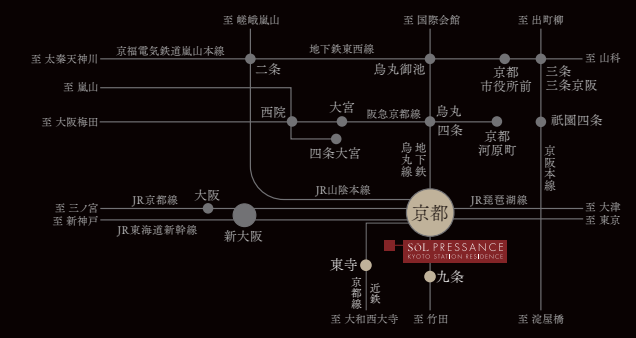 至 嵯峨嵐山
至 国際会館
至 出町柳
至 太秦天神川
京福電気鉄道嵐山本線
地下鉄東西線
至 山科
二条
烏丸御池
京都
市役所前
三条
三条京阪
至 嵐山
至 大阪梅田
西院
大宮
阪急京都線
烏丸
四条
京都
河原町
祇園四条
四条大宮
地下鉄
烏丸線
京阪本線
JR山陰本線
至 三ノ宮
JR京都線
大阪
京都
JR琵琶湖線
至 大津
至 新神戸
JR東海道新幹線
新大阪
至 東京
SOL PRESSANCE
KYOTO STATION RESIDENCE
東寺
九条
近鉄
京都線
至 大和西大寺
至 竹田
至 淀屋橋